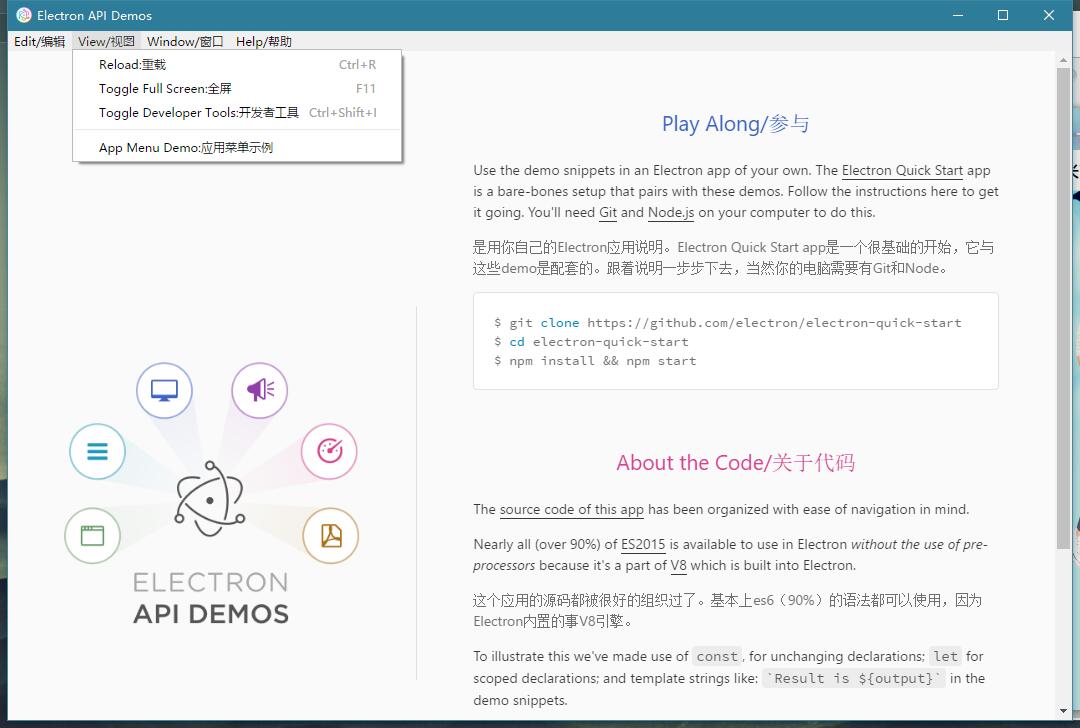 Electron API Demos
Edit/编辑 View/视图 Window/窗口 Help/帮助
Reload:重载 Ctrl+R
Toggle Full Screen:全屏 F11
Toggle Developer Tools:开发者工具 Ctrl+Shift+I
App Menu Demo:应用菜单示例
ELECTRON
API DEMOS
Play Along/参与
Use the demo snippets in an Electron app of your own. The Electron Quick Start app
is a bare-bones setup that pairs with these demos. Follow the instructions here to get
it going. You'll need Git and Node.js on your computer to do this.
是用你自己的Electron应用说明。Electron Quick Start app是一个很基础的开始，它与
这些demo是配套的。跟着说明一步步下去，当然你的电脑需要有Git和Node。
$ git clone https://github.com/electron/electron-quick-start
$ cd electron-quick-start
$ npm install && npm start
About the Code/关于代码
The source code of this app has been organized with ease of navigation in mind.
Nearly all (over 90%) of ES2015 is available to use in Electron without the use of pre-
processors because it's a part of V8 which is built into Electron.
这个应用的源码都被很好的组织过了。基本上es6（90%）的语法都可以使用，因为
Electron内置的事V8引擎。
To illustrate this we've made use of const, for unchanging declarations; let for
scoped declarations; and template strings like: `Result is ${output}` in the
demo snippets.